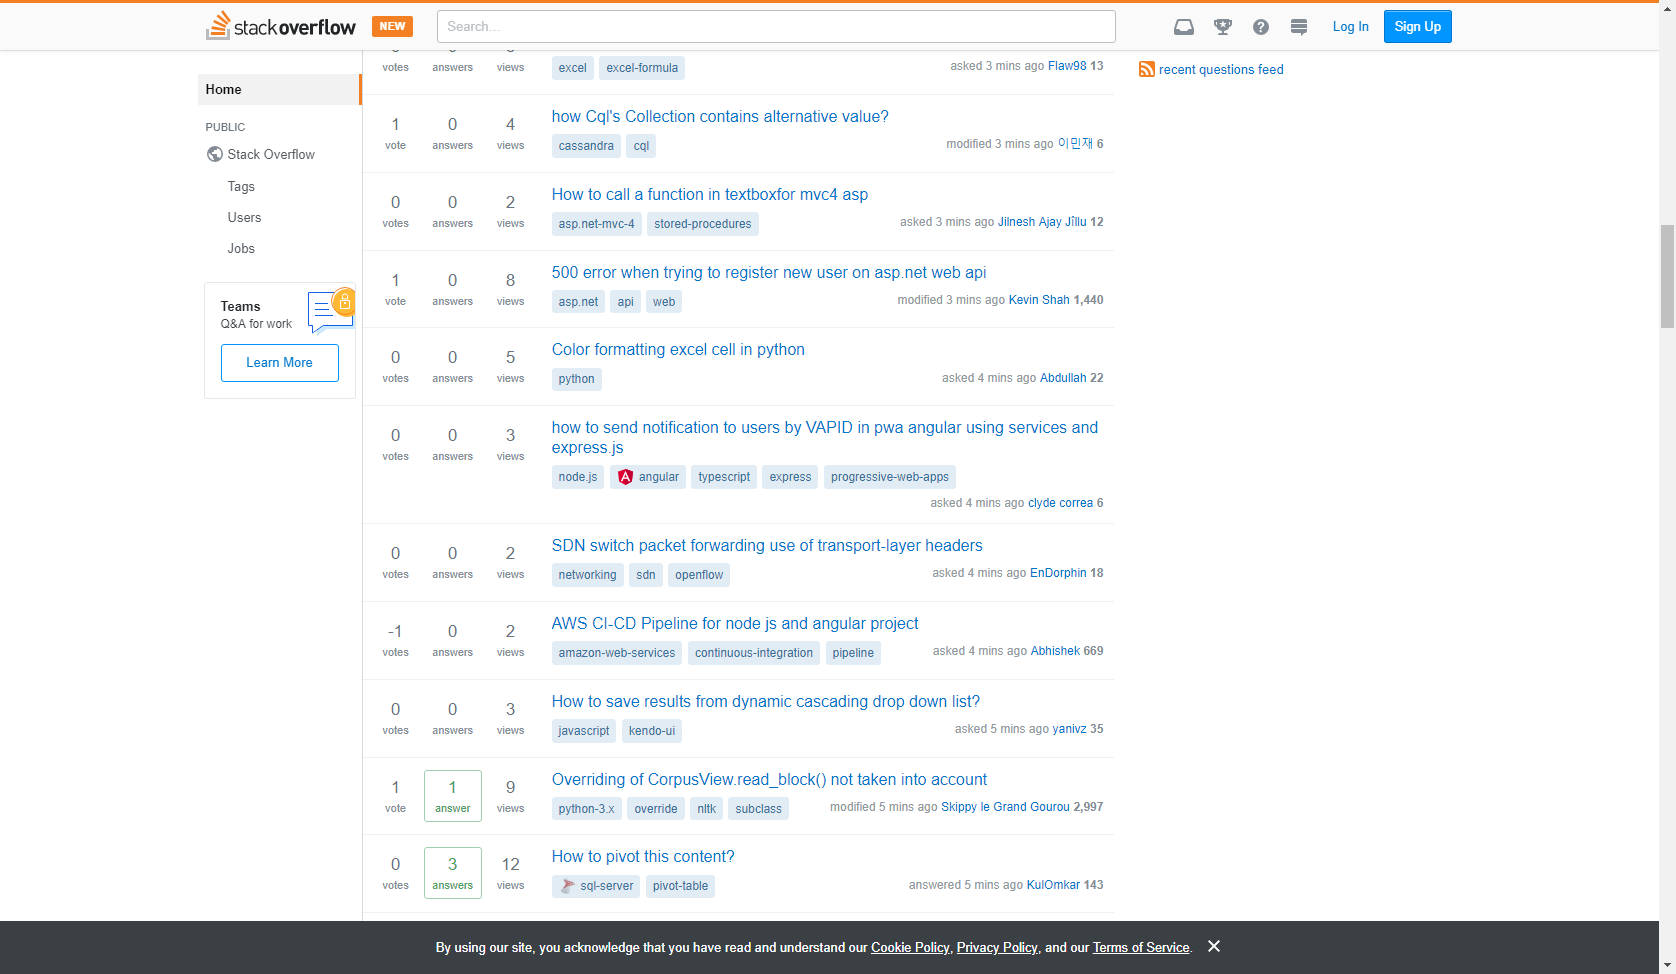 stackoverflow NEW Search... Log In Sign Up
Home
PUBLIC
Stack Overflow
Tags
Users
Jobs
Teams
Q&A for work
Learn More
votes answers views
excel excel-formula asked 3 mins ago Flaw98 13
1 vote 0 answers 4 views
how Cql's Collection contains alternative value?
cassandra cql modified 3 mins ago 이민재 6
0 votes 0 answers 2 views
How to call a function in textboxfor mvc4 asp
asp.net-mvc-4 stored-procedures asked 3 mins ago Jilnesh Ajay Jîllu 12
1 vote 0 answers 8 views
500 error when trying to register new user on asp.net web api
asp.net api web modified 3 mins ago Kevin Shah 1,440
0 votes 0 answers 5 views
Color formatting excel cell in python
python asked 4 mins ago Abdullah 22
0 votes 0 answers 3 views
how to send notification to users by VAPID in pwa angular using services and
express.js
node.js angular typescript express progressive-web-apps
asked 4 mins ago clyde correa 6
0 votes 0 answers 2 views
SDN switch packet forwarding use of transport-layer headers
networking sdn openflow asked 4 mins ago EnDorphin 18
-1 votes 0 answers 2 views
AWS CI-CD Pipeline for node js and angular project
amazon-web-services continuous-integration pipeline asked 4 mins ago Abhishek 669
0 votes 0 answers 3 views
How to save results from dynamic cascading drop down list?
javascript kendo-ui asked 5 mins ago yanivz 35
1 vote 1 answer 9 views
Overriding of CorpusView.read_block() not taken into account
python-3.x override nltk subclass modified 5 mins ago Skippy le Grand Gourou 2,997
0 votes 3 answers 12 views
How to pivot this content?
sql-server pivot-table answered 5 mins ago KulOmkar 143
recent questions feed
By using our site, you acknowledge that you have read and understand our Cookie Policy, Privacy Policy, and our Terms of Service.